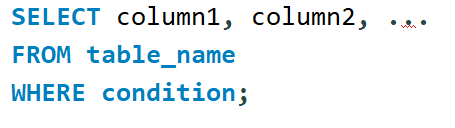 SELECT column1, column2, ...
FROM table_name
WHERE condition;